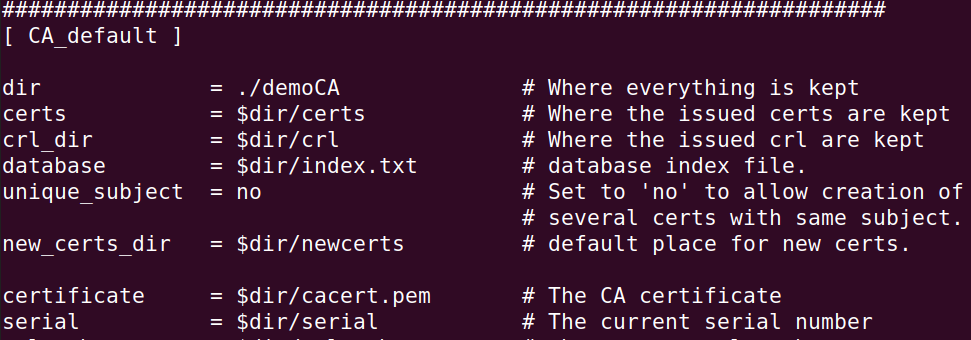 ####################################################################
[ CA_default ]
dir = ./demoCA # Where everything is kept
certs = $dir/certs # Where the issued certs are kept
crl_dir = $dir/crl # Where the issued crl are kept
database = $dir/index.txt # database index file.
unique_subject = no # Set to 'no' to allow creation of
# several certs with same subject.
new_certs_dir = $dir/newcerts # default place for new certs.
certificate = $dir/cacert.pem # The CA certificate
serial = $dir/serial # The current serial number